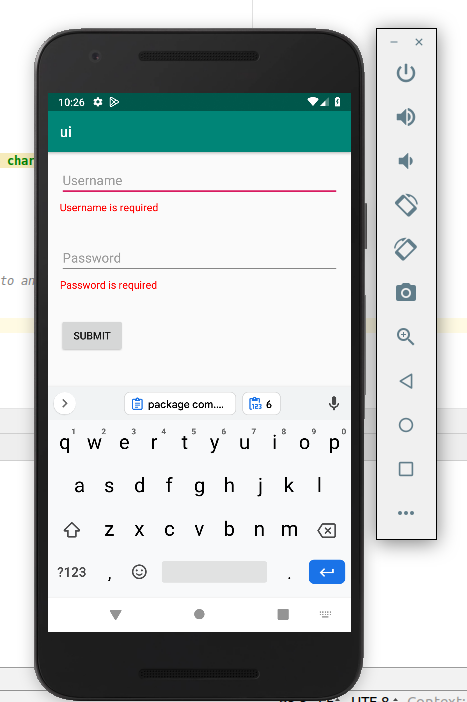 10:26
ui
char
Username
Username is required
to an
Password
Password is required
SUBMIT
package com....
123 6
1 2 3 4 5 6 7 8 9 0
q w e r t y u i o p
a s d f g h j k l
z x c v b n m
?123 , .
UTF-8 Context: